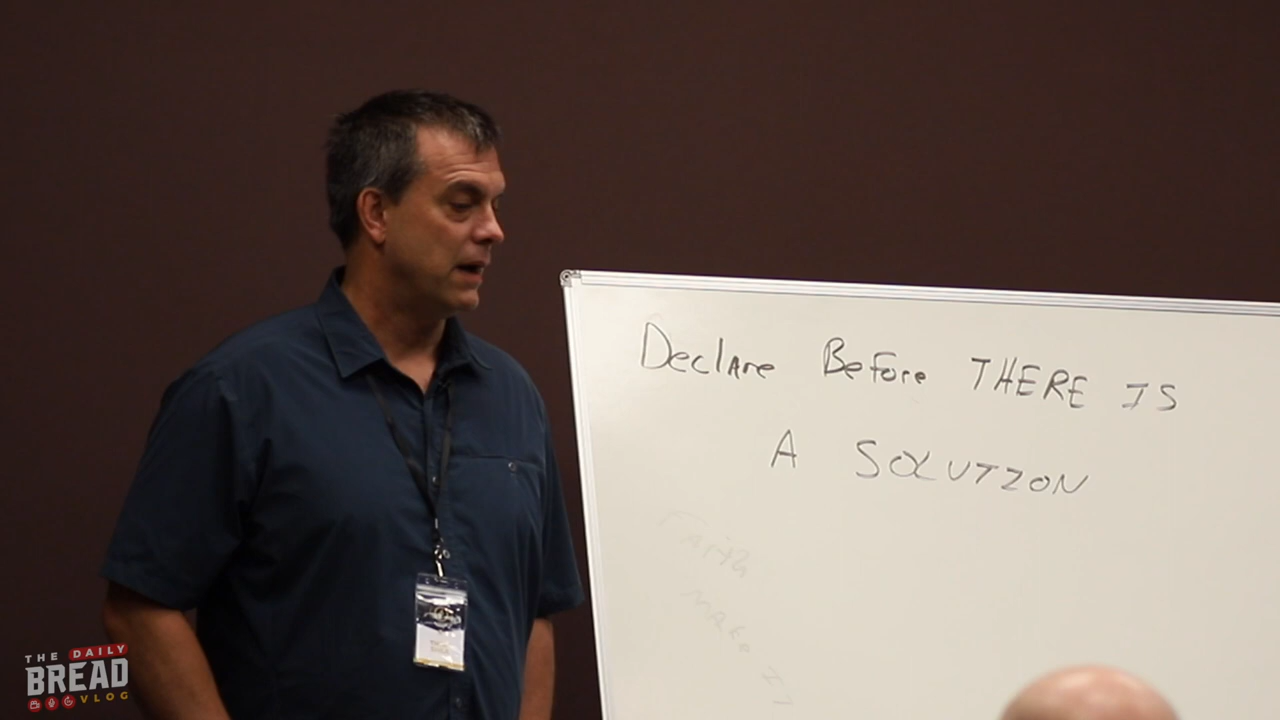 Declare Before THERE IS
A SOLUTION
THE DAILY
BREAD
VLOG